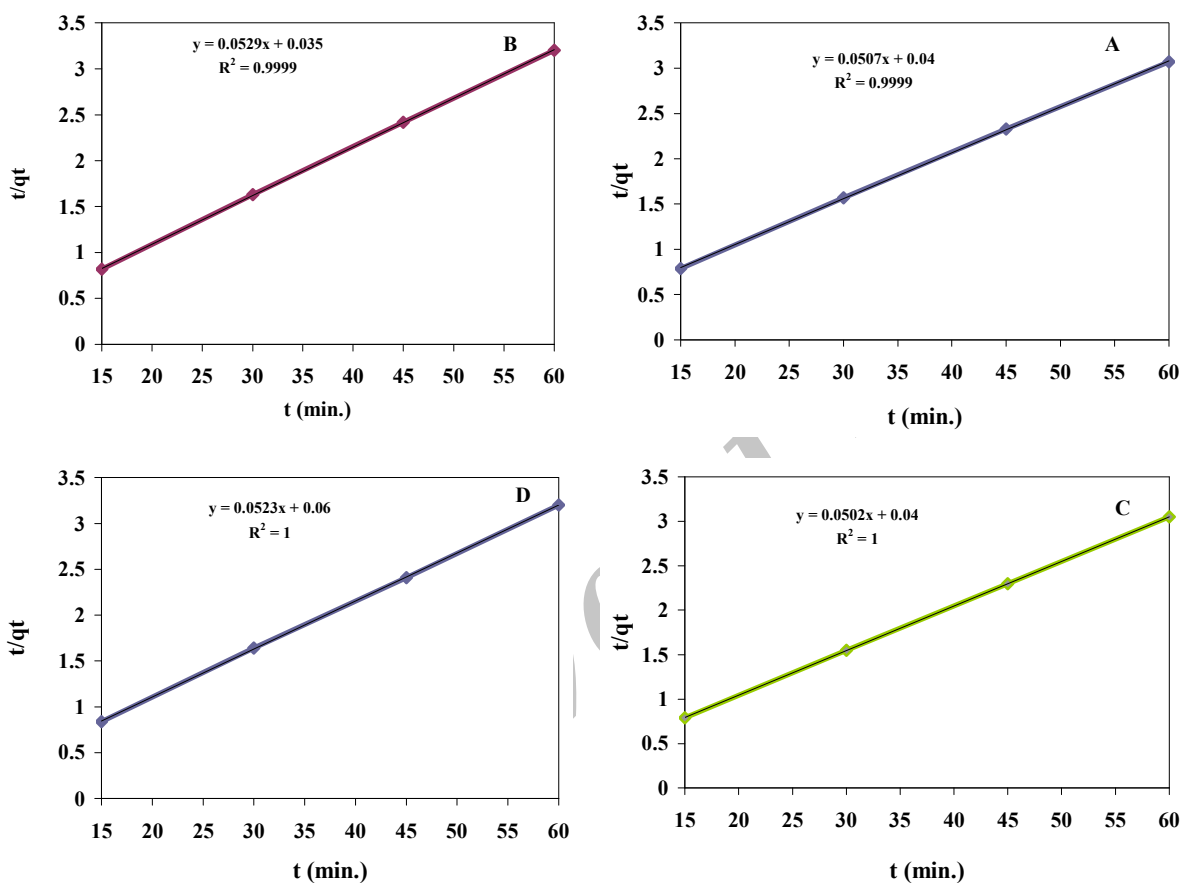 B
y = 0.0529x + 0.035
R² = 0.9999
3.5
3
2.5
2
1.5
1
0.5
0
t/qt
15 20 25 30 35 40 45 50 55 60
t (min.)
A
y = 0.0507x + 0.04
R² = 0.9999
3.5
3
2.5
2
1.5
1
0.5
0
t/qt
15 20 25 30 35 40 45 50 55 60
t (min.)
D
y = 0.0523x + 0.06
R² = 1
3.5
3
2.5
2
1.5
1
0.5
0
t/qt
15 20 25 30 35 40 45 50 55 60
t (min.)
C
y = 0.0502x + 0.04
R² = 1
3.5
3
2.5
2
1.5
1
0.5
0
t/qt
15 20 25 30 35 40 45 50 55 60
t (min.)